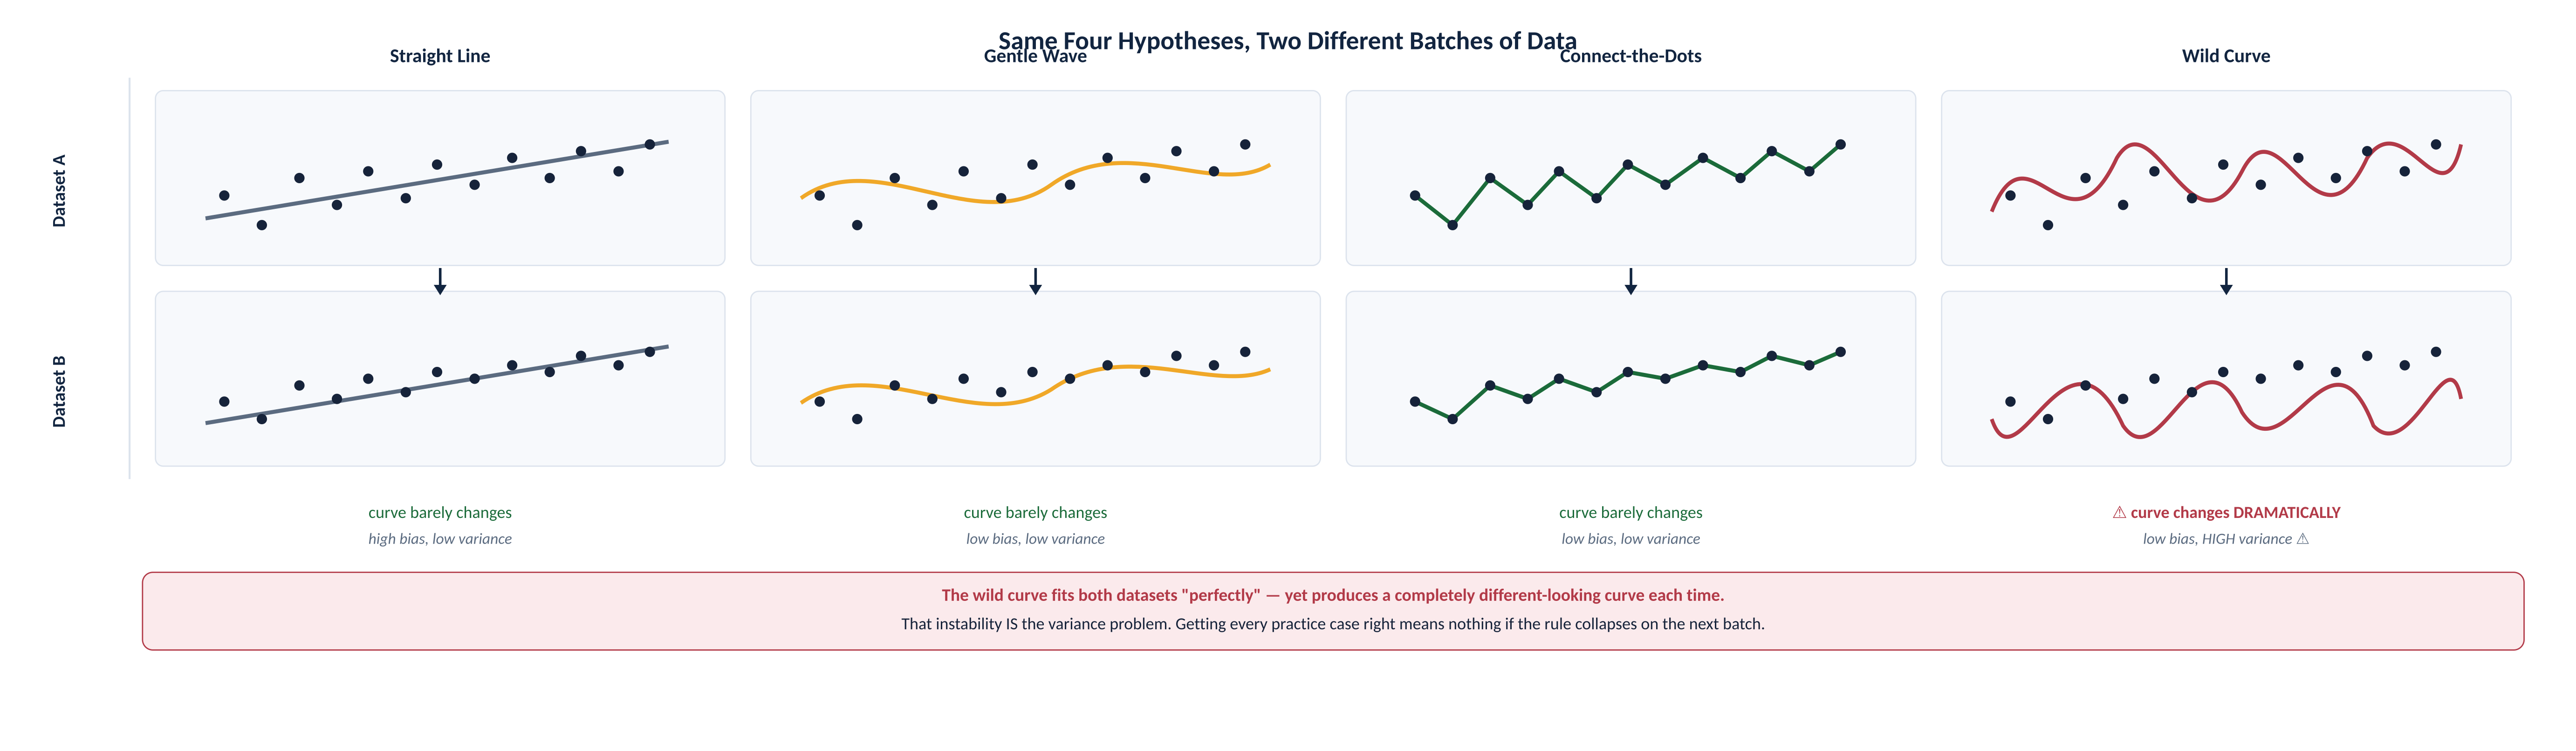 Same Four Hypotheses, Two Different Batches of Data
Straight Line
Gentle Wave
Connect-the-Dots
Wild Curve
Dataset A
Dataset B
curve barely changes
high bias, low variance
curve barely changes
low bias, low variance
curve barely changes
low bias, low variance
⚠ curve changes DRAMATICALLY
low bias, HIGH variance ⚠
The wild curve fits both datasets "perfectly" — yet produces a completely different-looking curve each time.
That instability IS the variance problem. Getting every practice case right means nothing if the rule collapses on the next batch.